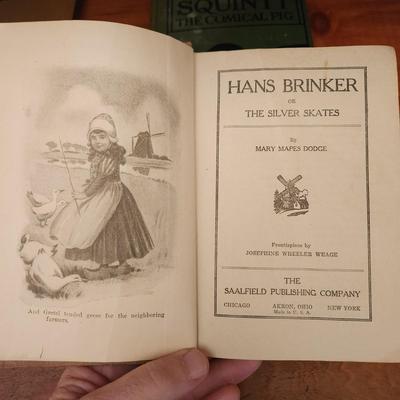 SQUINTY
THE COMICAL PIG
And Gretel tended geese for the neighboring
farmers.
HANS BRINKER
OR
THE SILVER SKATES
By
MARY MAPES DODGE
Frontispiece by
JOSEPHINE WHEELER WEAGE
THE
SAALFIELD PUBLISHING COMPANY
CHICAGO AKRON, OHIO NEW YORK
Made in U. S. A.